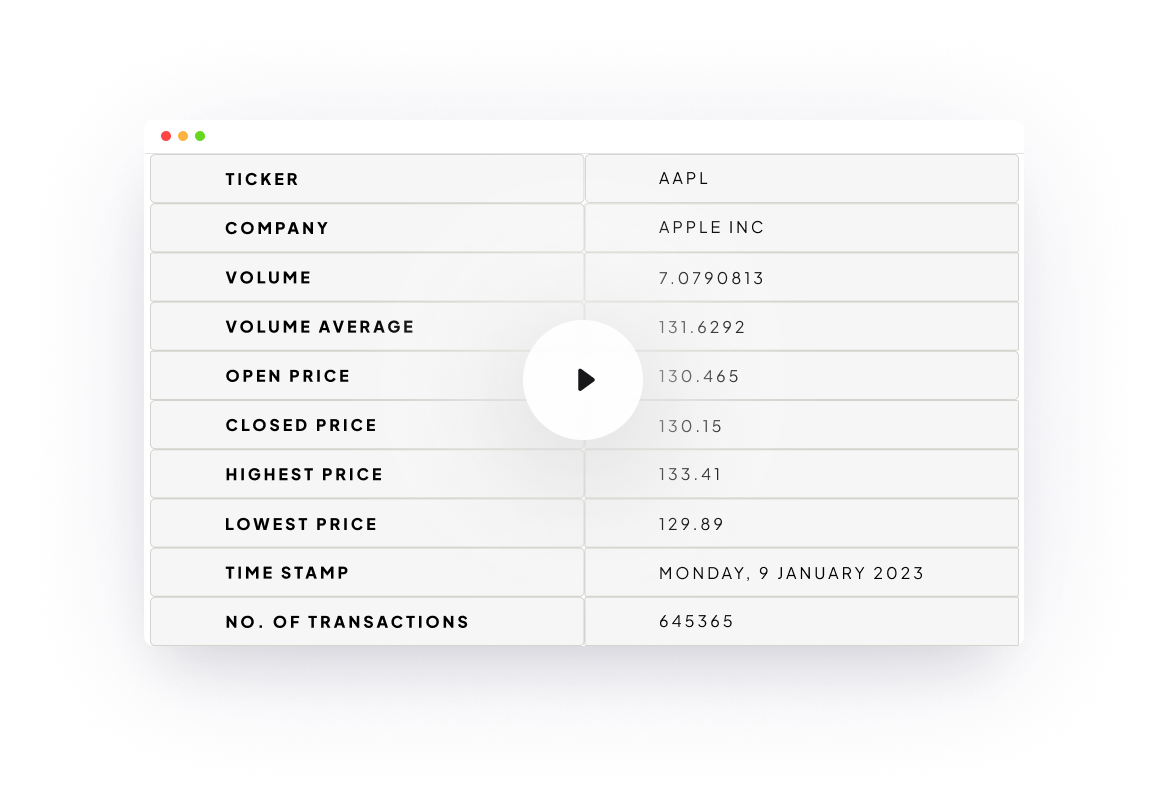 TICKER AAPL
COMPANY APPLE INC
VOLUME 7.0790813
VOLUME AVERAGE 131.6292
OPEN PRICE 130.465
CLOSED PRICE 130.15
HIGHEST PRICE 133.41
LOWEST PRICE 129.89
TIME STAMP MONDAY, 9 JANUARY 2023
NO. OF TRANSACTIONS 645365